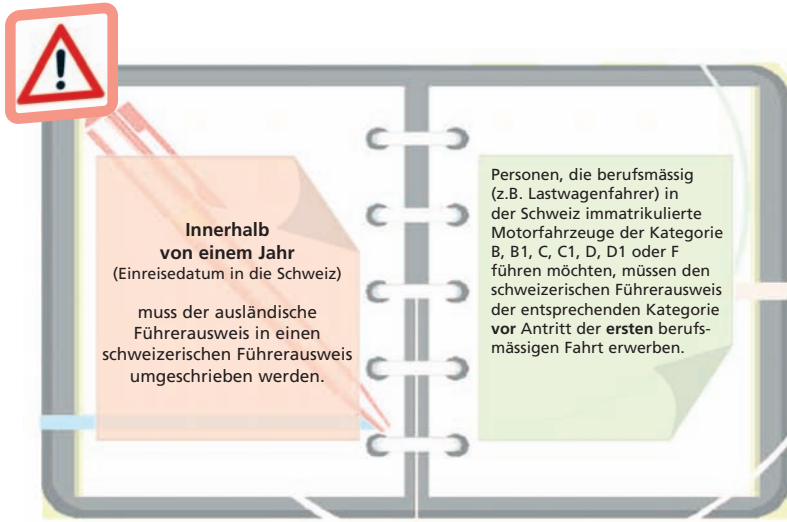 Innerhalb
von einem Jahr
(Einreisedatum in die Schweiz)
muss der ausländische
Führerausweis in einen
schweizerischen Führerausweis
umgeschrieben werden.
Personen, die berufsmässig
(z.B. Lastwagenfahrer) in
der Schweiz immatrikulierte
Motorfahrzeuge der Kategorie
B, B1, C, C1, D, D1 oder F
führen möchten, müssen den
schweizerischen Führerausweis
der entsprechenden Kategorie
vor Antritt der ersten berufs-
mässigen Fahrt erwerben.